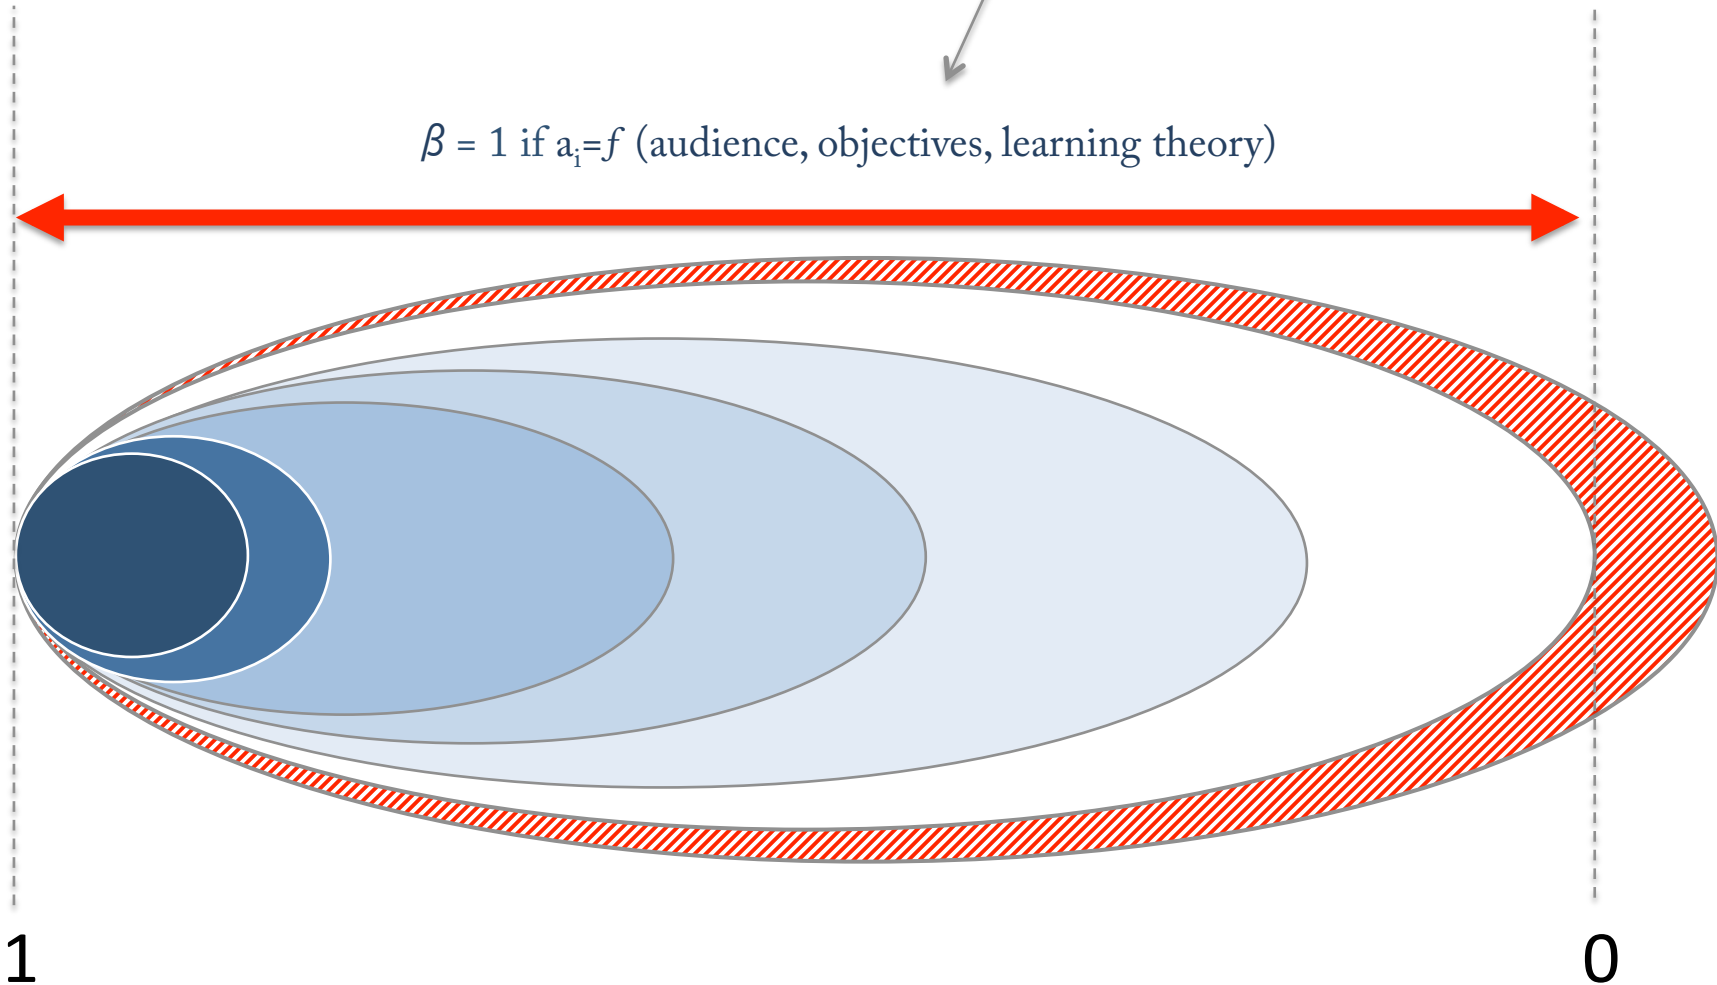 β = 1 if aᵢ=f (audience, objectives, learning theory)
1
0